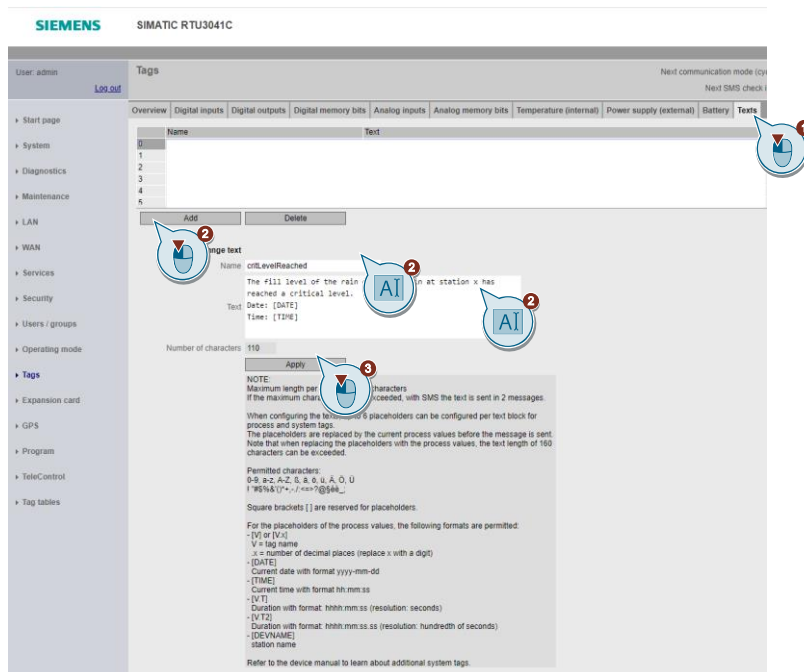 SIEMENS SIMATIC RTU3041C
User: admin
Log out
Tags
Next communication mode (cyc
Next SMS check i
Overview Digital inputs Digital outputs Digital memory bits Analog inputs Analog memory bits Temperature (internal) Power supply (external) Battery Texts
1
Start page
System
Diagnostics
Maintenance
LAN
WAN
Services
Security
Users / groups
Operating mode
Tags
Expansion card
GPS
Program
TeleControl
Tag tables
Name Text
0
1
2
3
4
5
Add Delete
2
nge text
Name critLevelReached
2
AI
Text
The fill level of the rain n at station x has
reached a critical level.
Date: [DATE]
Time: [TIME]
2
AI
Number of characters 110
Apply
3
NOTE:
Maximum length per haracters
If the maximum chara exceeded, with SMS the text is sent in 2 messages.
When configuring the tex 6 placeholders can be configured per text block for
process and system tags.
The placeholders are replaced by the current process values before the message is sent.
Note that when replacing the placeholders with the process values, the text length of 160
characters can be exceeded.
Permitted characters:
0-9, a-z, A-Z, ß, ä, ö, ü, Ä, Ö, Ü
Square brackets [ ] are reserved for placeholders.
For the placeholders of the process values, the following formats are permitted:
- [V] or [V.x]
V = tag name
.x = number of decimal places (replace x with a digit)
- [DATE]
Current date with format yyyy-mm-dd
- [TIME]
Current time with format hh:mm:ss
- [V.T]
Duration with format: hhhh:mm:ss (resolution: seconds)
- [V.T2]
Duration with format: hhhh:mm:ss.ss (resolution: hundredth of seconds)
- [DEVNAME]
station name
Refer to the device manual to learn about additional system tags.